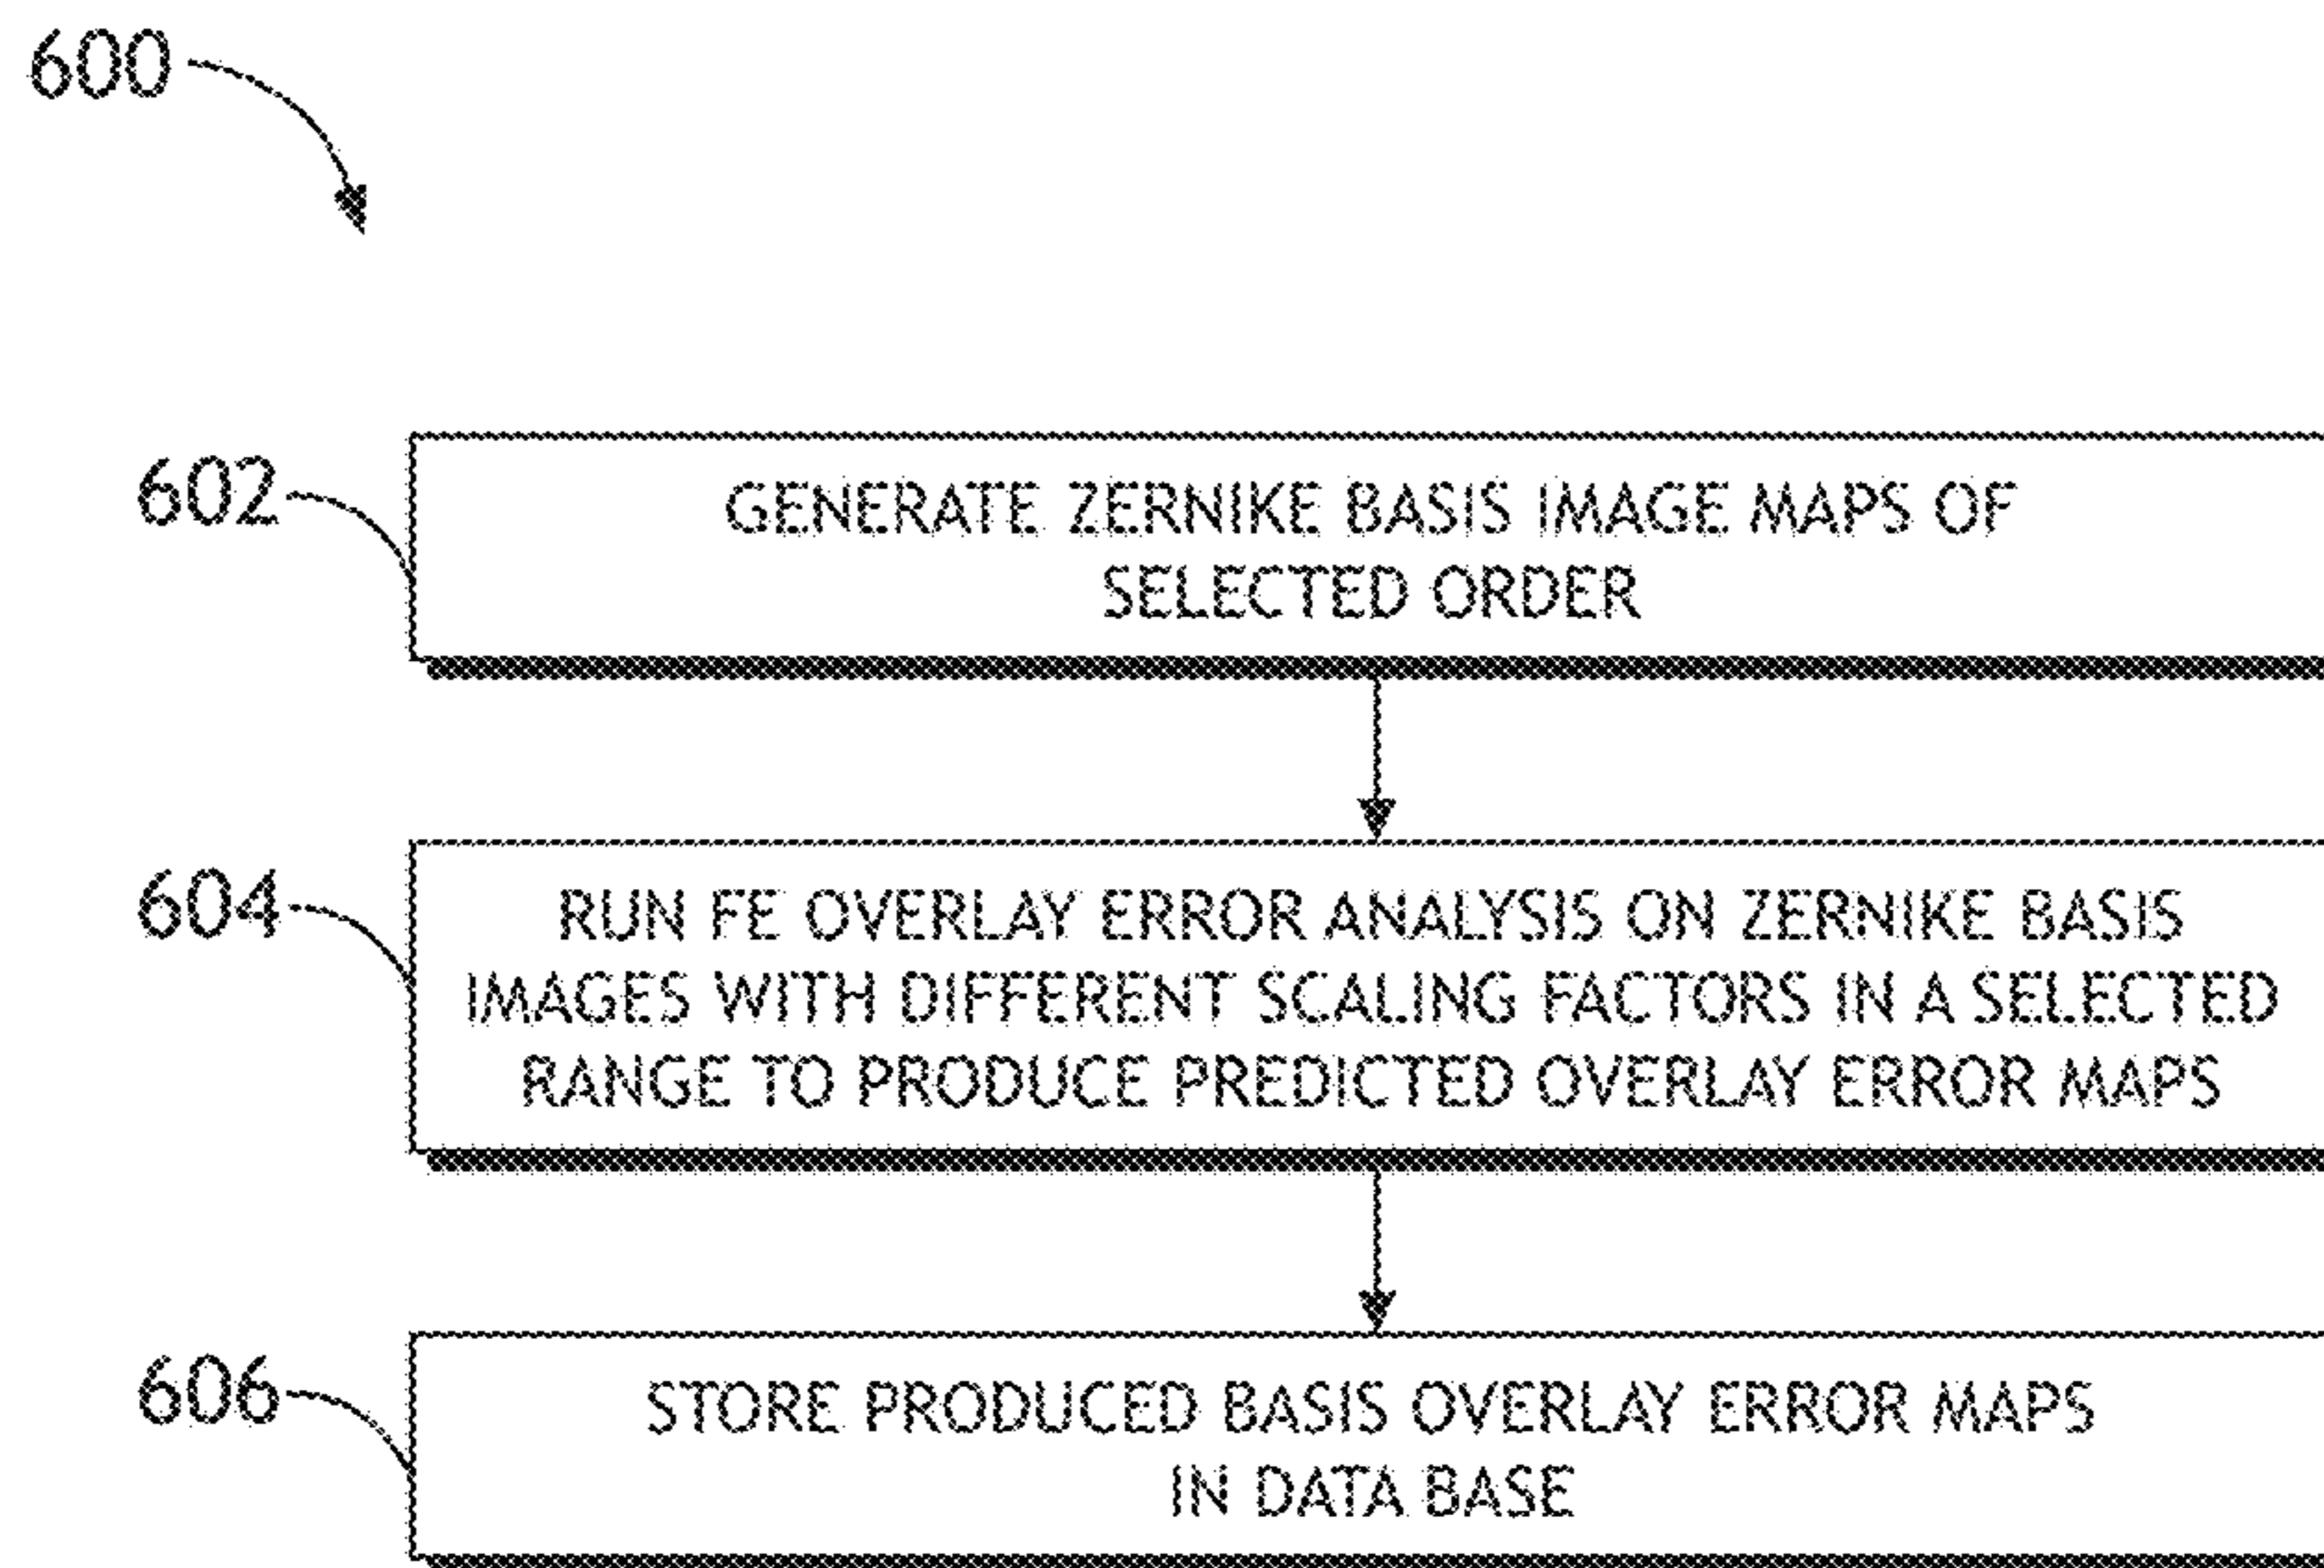 600
602
GENERATE ZERNIKE BASIS IMAGE MAPS OF
SELECTED ORDER
604
RUN FE OVERLAY ERROR ANALYSIS ON ZERNIKE BASIS
IMAGES WITH DIFFERENT SCALING FACTORS IN A SELECTED
RANGE TO PRODUCE PREDICTED OVERLAY ERROR MAPS
606
STORE PRODUCED BASIS OVERLAY ERROR MAPS
IN DATA BASE